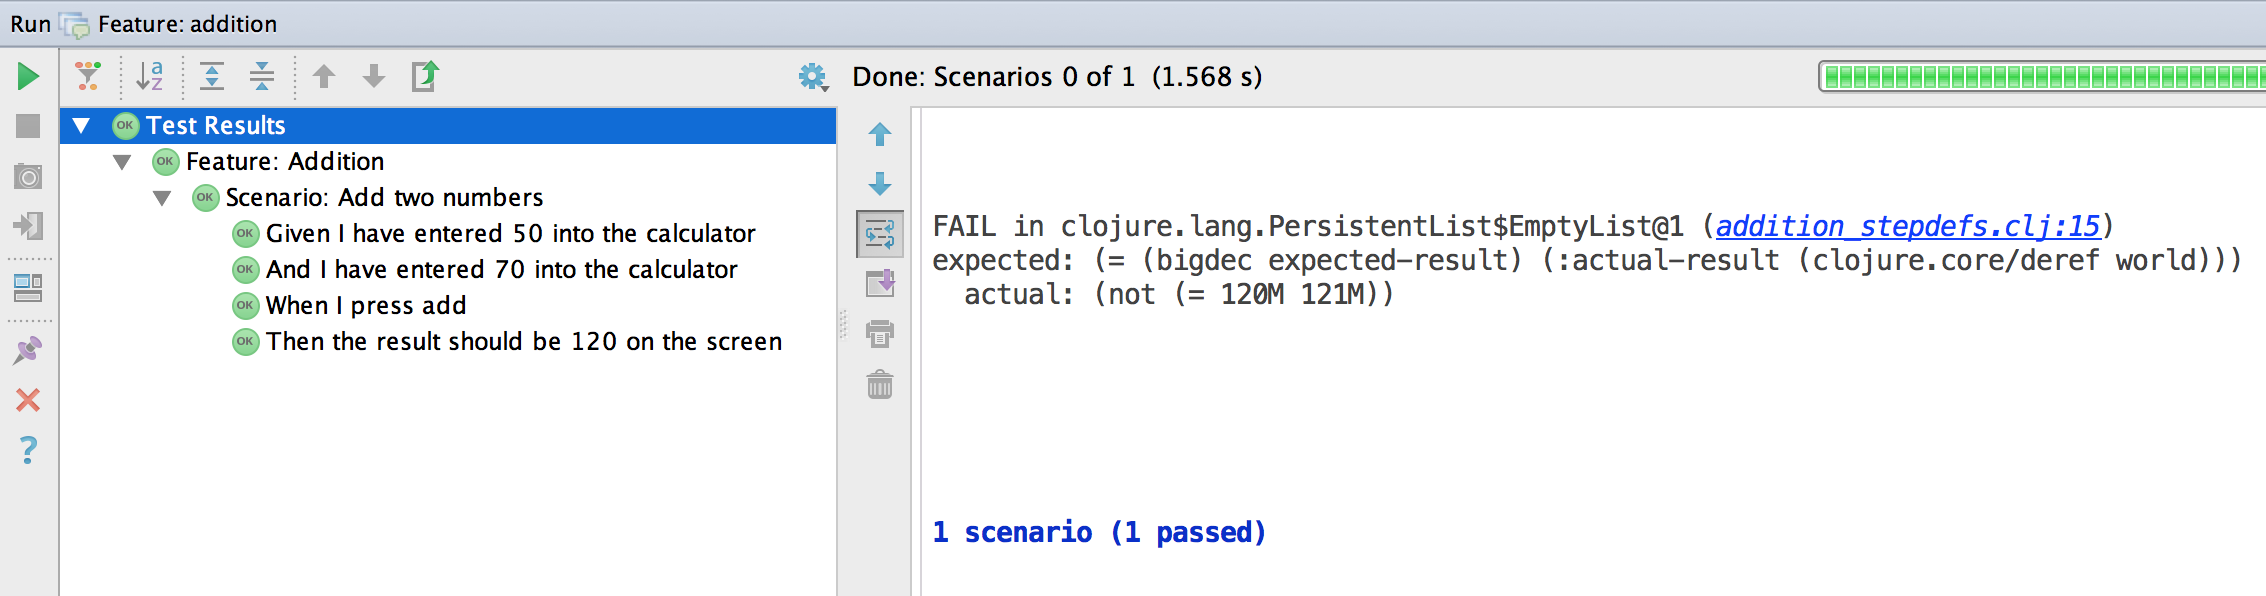 Run Feature: addition
Done: Scenarios 0 of 1 (1.568 s)
OK Test Results
OK Feature: Addition
OK Scenario: Add two numbers
OK Given I have entered 50 into the calculator
OK And I have entered 70 into the calculator
OK When I press add
OK Then the result should be 120 on the screen
FAIL in clojure.lang.PersistentList$EmptyList@1 (addition_stepdefs.clj:15)
expected: (= (bigdec expected-result) (:actual-result (clojure.core/deref world)))
actual: (not (= 120M 121M))
1 scenario (1 passed)